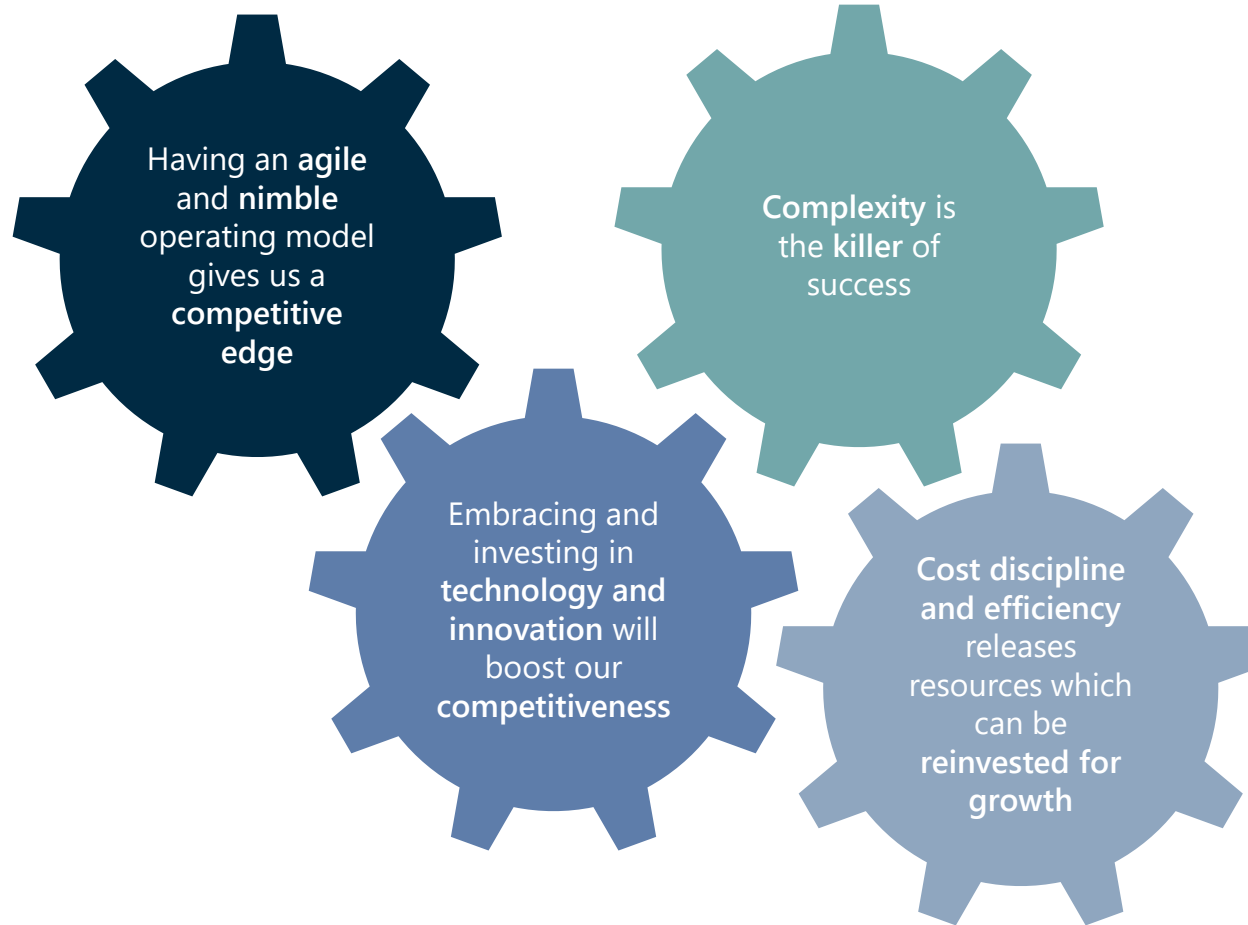 Having an agile
and nimble
operating model
gives us a
competitive
edge
Complexity is
the killer of
success
Embracing and
investing in
technology and
innovation will
boost our
competitiveness
Cost discipline
and efficiency
releases
resources which
can be
reinvested for
growth